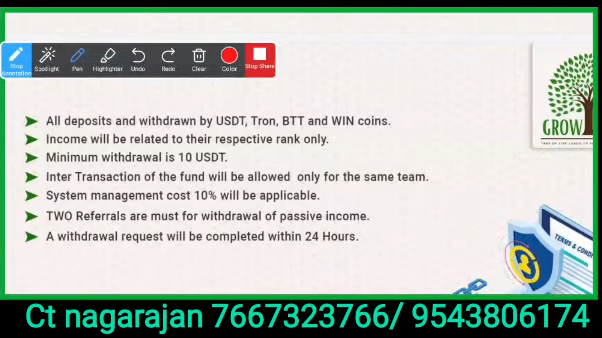 Stop Annotation
Spotlight
Pen
Highlighter
Undo
Redo
Clear
Color
Stop Share
GROW
All deposits and withdrawn by USDT, Tron, BTT and WIN coins.
Income will be related to their respective rank only.
Minimum withdrawal is 10 USDT.
Inter Transaction of the fund will be allowed only for the same team.
System management cost 10% will be applicable.
TWO Referrals are must for withdrawal of passive income.
A withdrawal request will be completed within 24 Hours.
TERMS & CONDI
Ct nagarajan 7667323766/ 9543806174